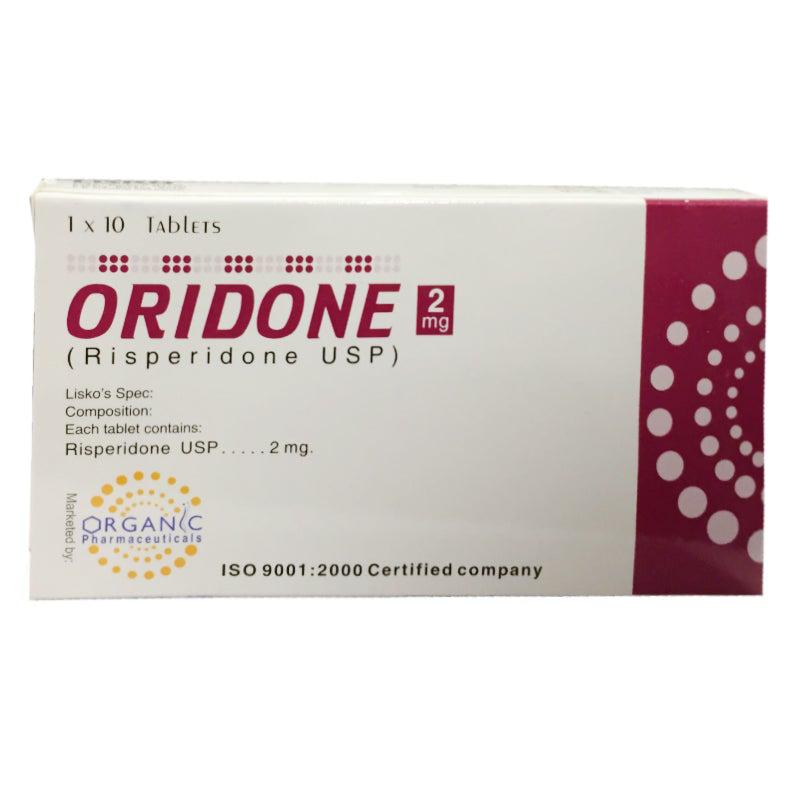 1 x 10 Tablets
ORIDONE 2 mg
(Risperidone USP)
Lisko's Spec:
Composition:
Each tablet contains:
Risperidone USP.....2 mg.
Marketed by:
ORGANIC
Pharmaceuticals
ISO 9001:2000 Certified company